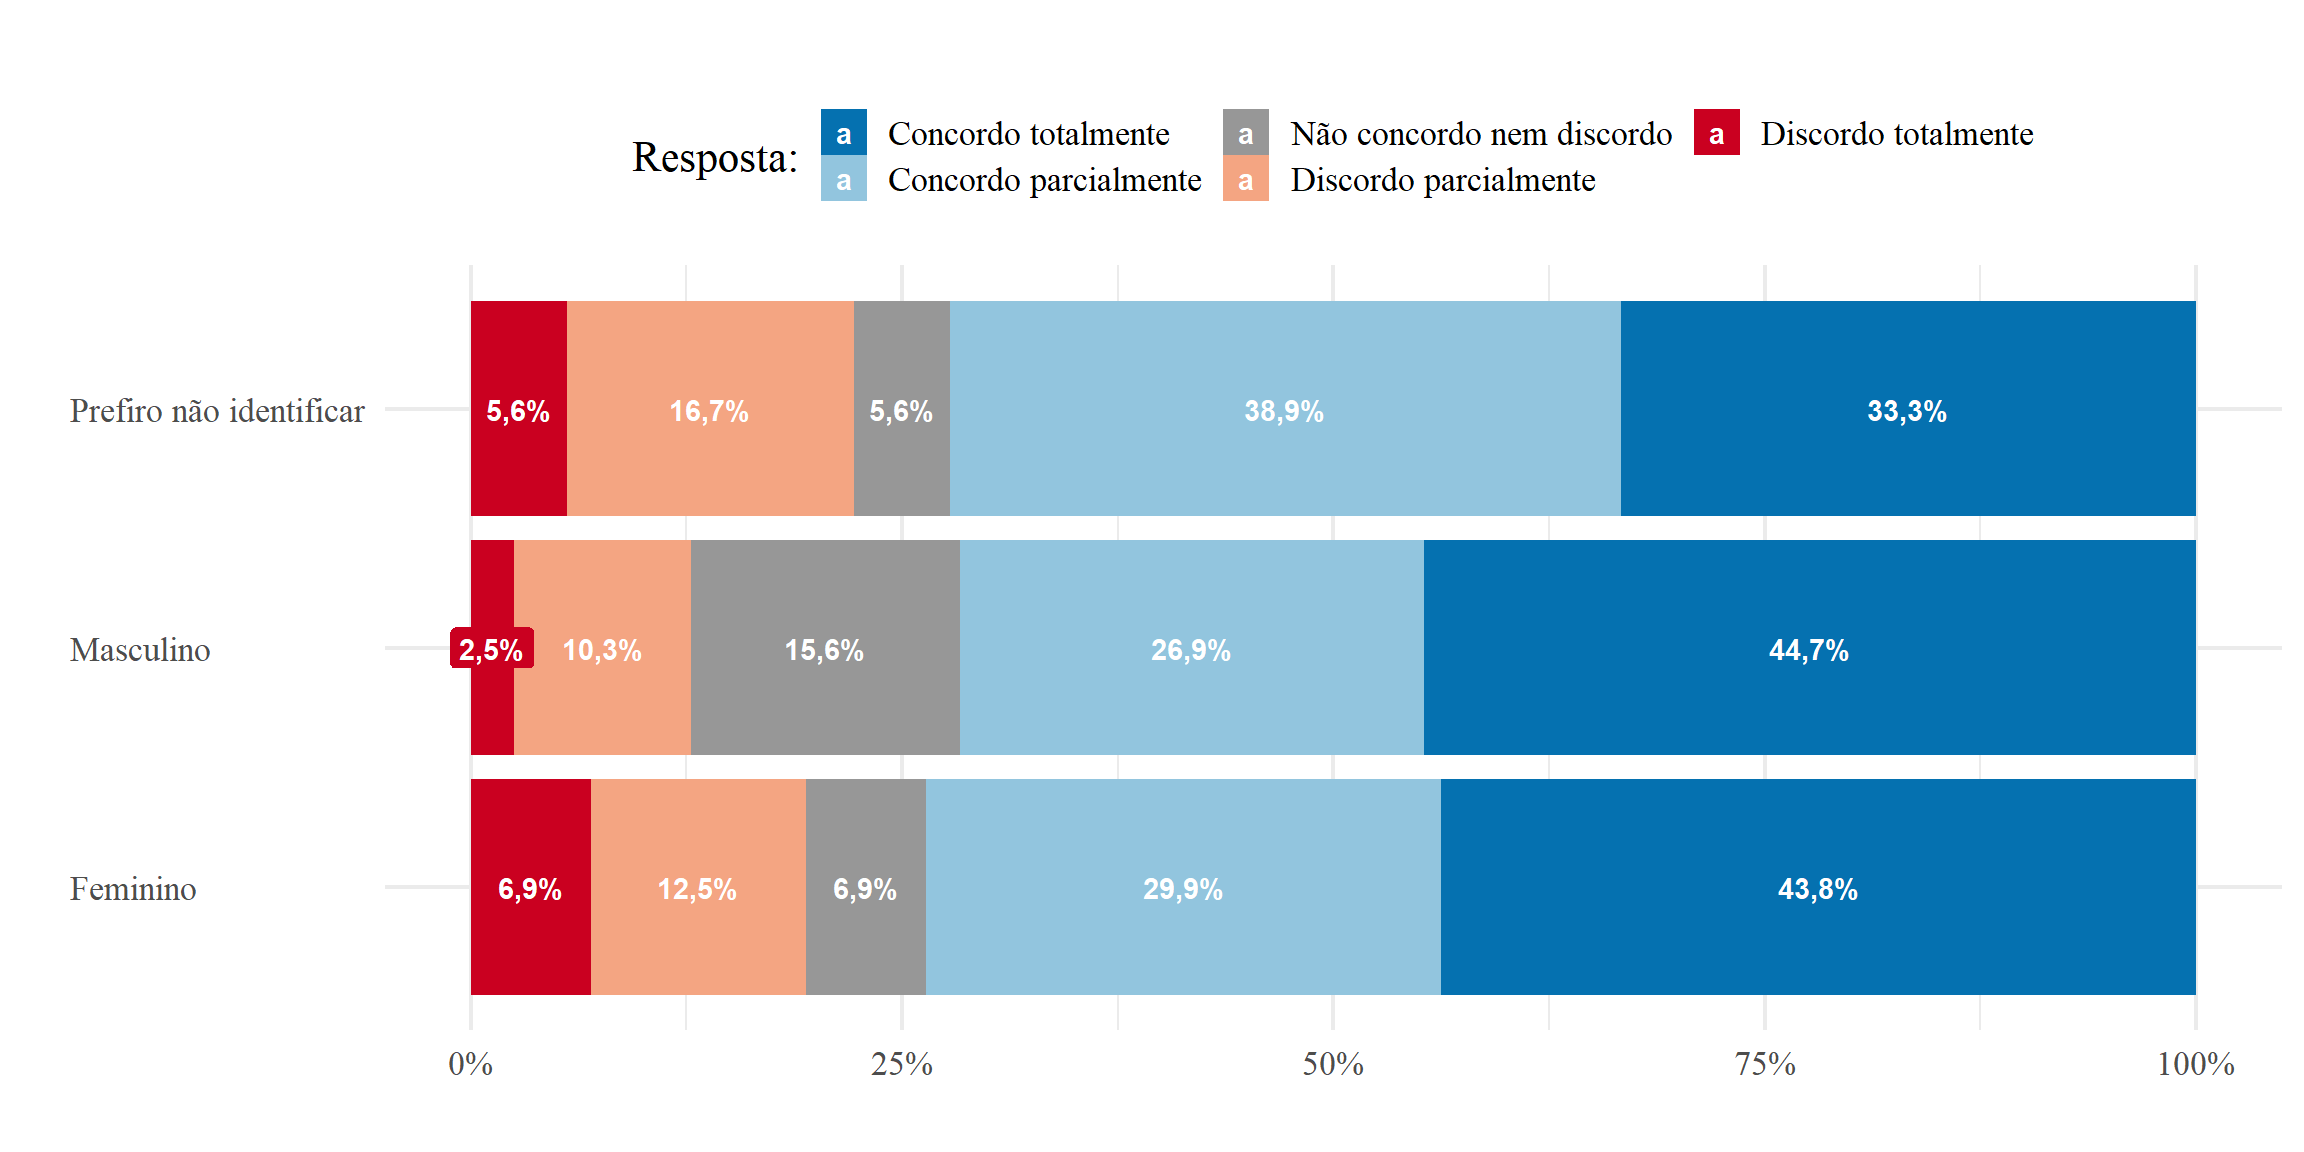 Resposta:
a Concordo totalmente a Não concordo nem discordo a Discordo totalmente
a Concordo parcialmente a Discordo parcialmente
Prefiro não identificar 5,6% 16,7% 5,6% 38,9% 33,3%
Masculino 2,5% 10,3% 15,6% 26,9% 44,7%
Feminino 6,9% 12,5% 6,9% 29,9% 43,8%
0% 25% 50% 75% 100%